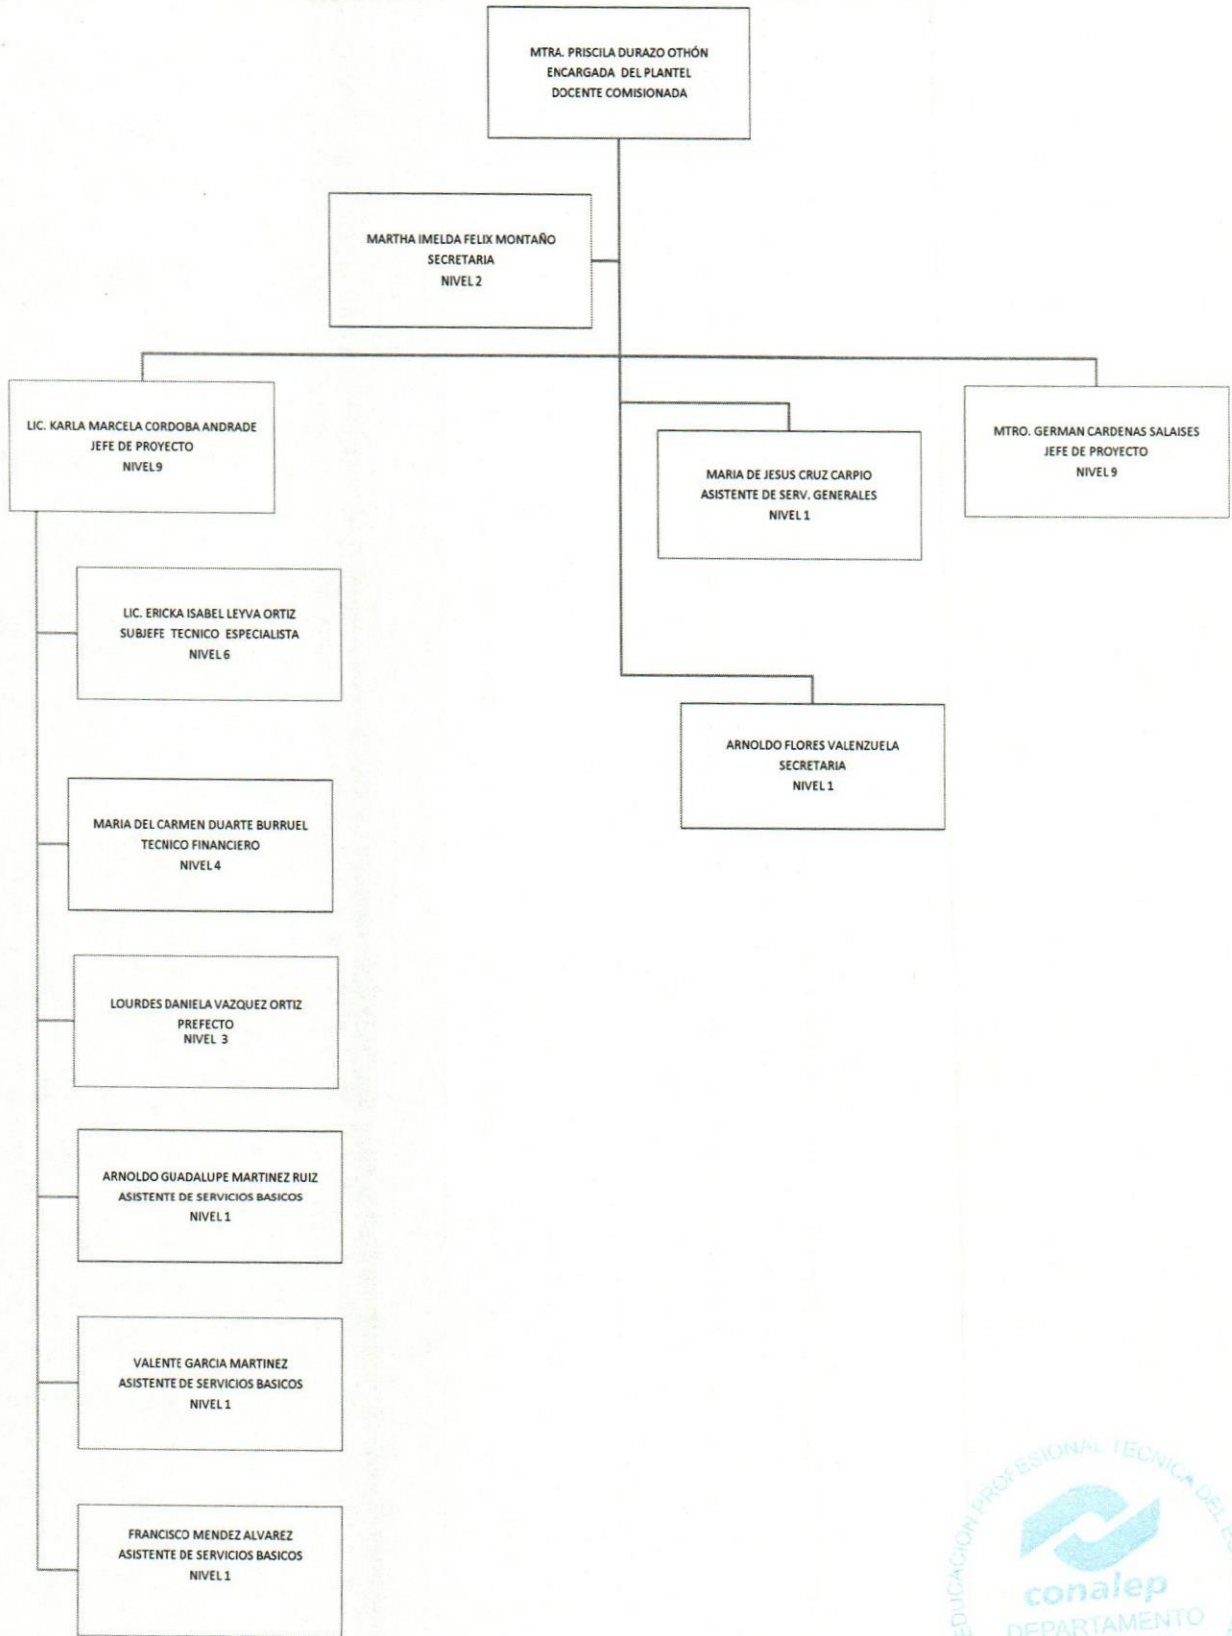 MTRA. PRISCILA DURAZO OTHÓN
ENCARGADA DEL PLANTEL
DOCENTE COMISIONADA
MARTHA IMELDA FELIX MONTAÑO
SECRETARIA
NIVEL 2
LIC. KARLA MARCELA CORDOBA ANDRADE
JEFE DE PROYECTO
NIVEL 9
MARIA DE JESUS CRUZ CARPIO
ASISTENTE DE SERV. GENERALES
NIVEL 1
MTRO. GERMAN CARDENAS SALAISES
JEFE DE PROYECTO
NIVEL 9
LIC. ERICKA ISABEL LEYVA ORTIZ
SUBJEFE TECNICO ESPECIALISTA
NIVEL 6
ARNOLDO FLORES VALENZUELA
SECRETARIA
NIVEL 1
MARIA DEL CARMEN DUARTE BURRUEL
TECNICO FINANCIERO
NIVEL 4
LOURDES DANIELA VAZQUEZ ORTIZ
PREFECTO
NIVEL 3
ARNOLDO GUADALUPE MARTINEZ RUIZ
ASISTENTE DE SERVICIOS BASICOS
NIVEL 1
VALENTE GARCIA MARTINEZ
ASISTENTE DE SERVICIOS BASICOS
NIVEL 1
FRANCISCO MENDEZ ALVAREZ
ASISTENTE DE SERVICIOS BASICOS
NIVEL 1
EDUCACIÓN PROFESIONAL TECNICA DEL
conalep
DEPARTAMENTO